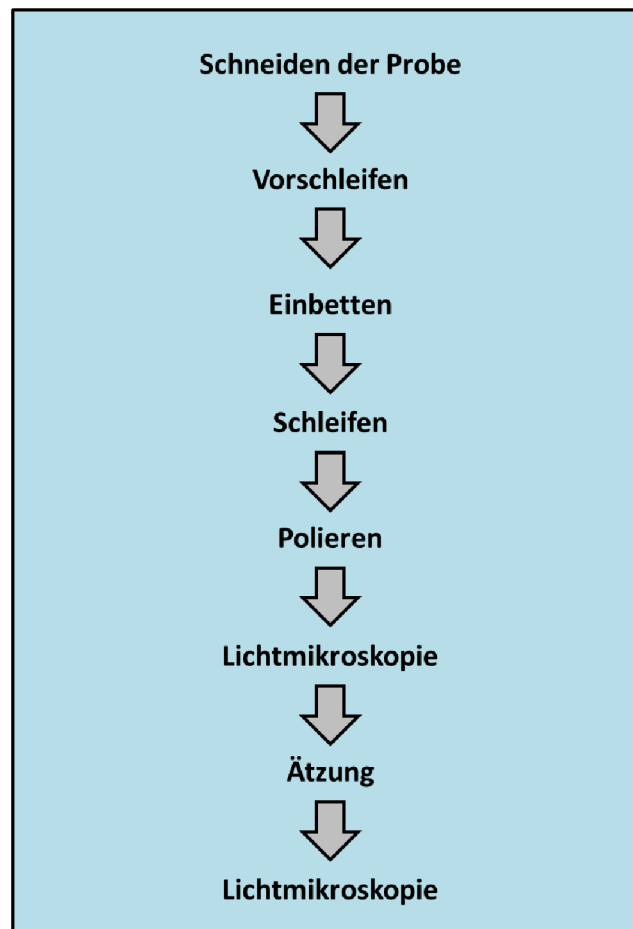 Schneiden der Probe
Vorschleifen
Einbetten
Schleifen
Polieren
Lichtmikroskopie
Ätzung
Lichtmikroskopie